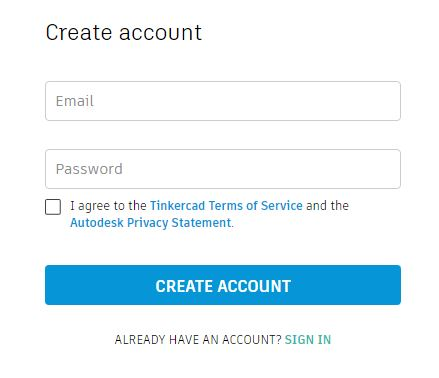 Create account
Email
Password
I agree to the Tinkercad Terms of Service and the
Autodesk Privacy Statement.
CREATE ACCOUNT
ALREADY HAVE AN ACCOUNT? SIGN IN